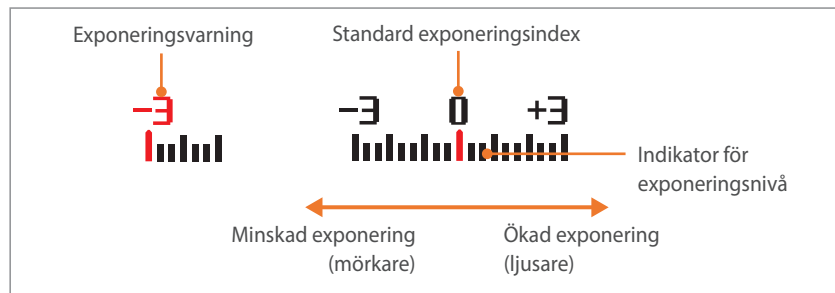 Exponeringsvarning
Standard exponeringsindex
−3
−3 0 +3
Indikator för
exponeringsnivå
Minskad exponering
(mörkare)
Ökad exponering
(ljusare)